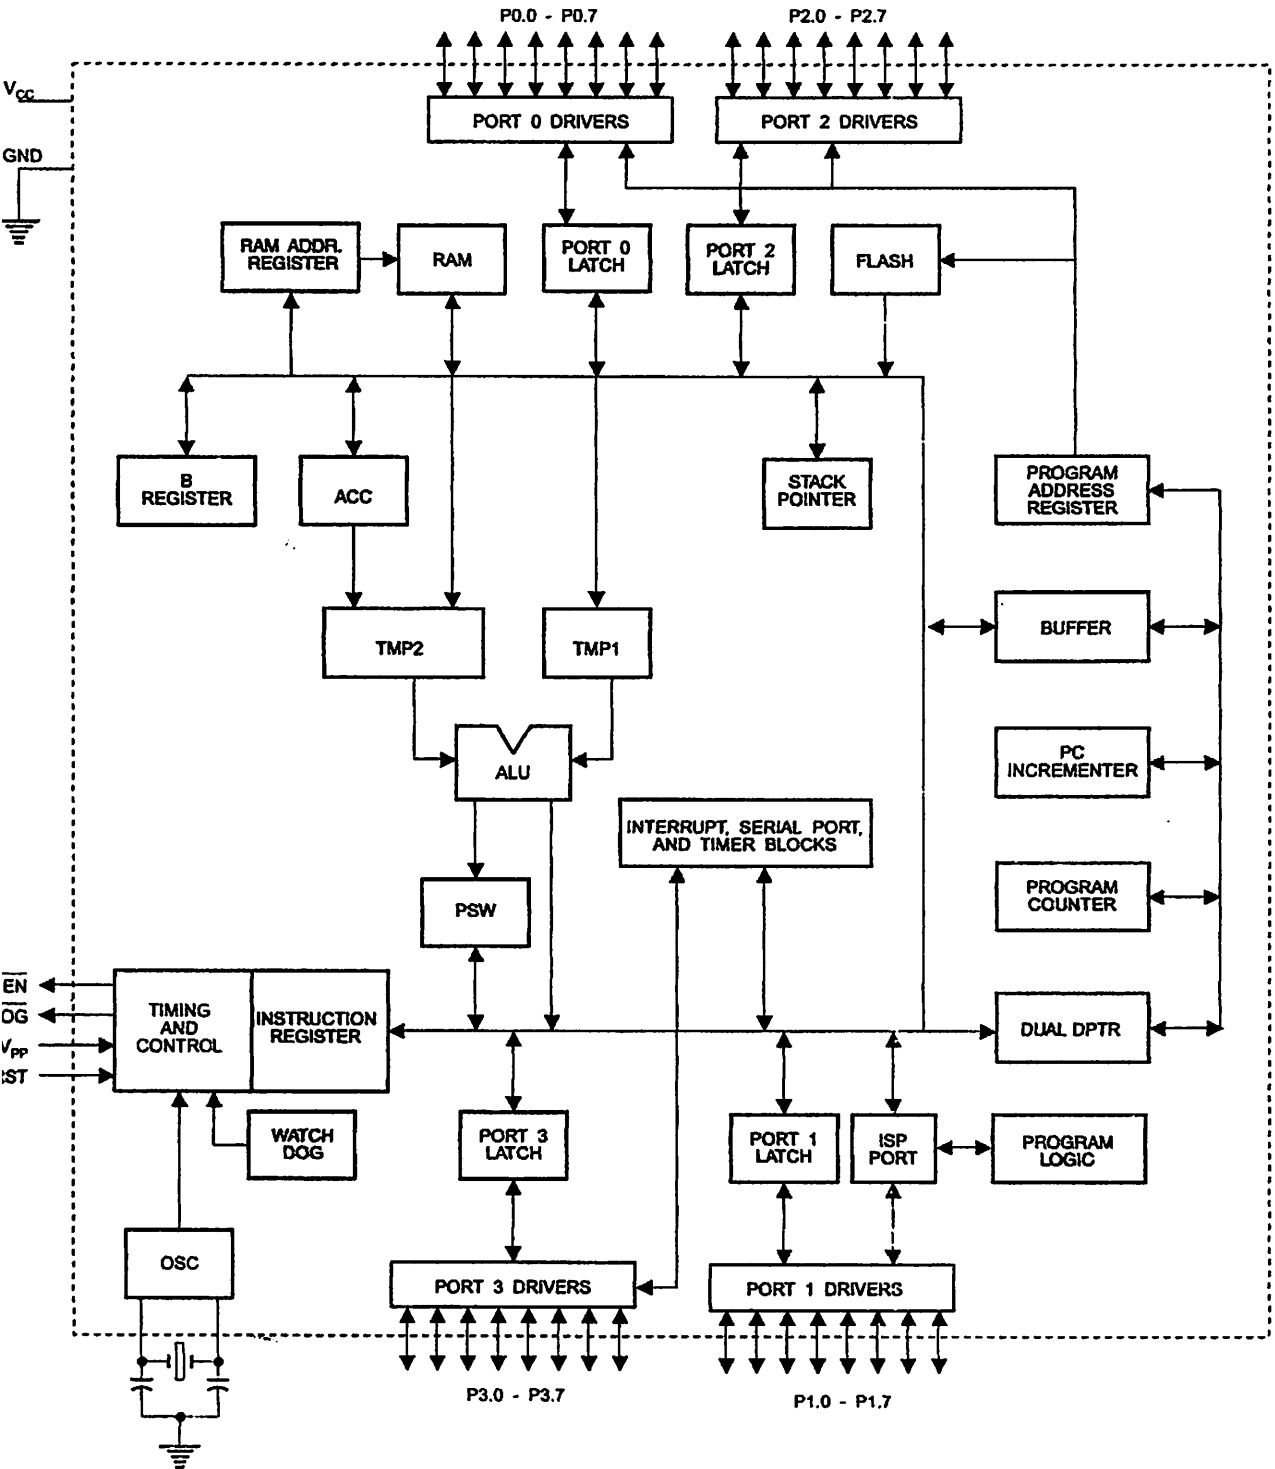 P0.0 - P0.7
P2.0 - P2.7
VCC
PORT 0 DRIVERS
PORT 2 DRIVERS
GND
RAM ADDR.
REGISTER
RAM
PORT 0
LATCH
PORT 2
LATCH
FLASH
B
REGISTER
ACC
STACK
POINTER
PROGRAM
ADDRESS
REGISTER
BUFFER
TMP2
TMP1
PC
INCREMENTER
ALU
INTERRUPT, SERIAL PORT,
AND TIMER BLOCKS
PROGRAM
COUNTER
PSW
EN
OG
VPP
ST
TIMING
AND
CONTROL
INSTRUCTION
REGISTER
DUAL DPTR
WATCH
DOG
PORT 3
LATCH
PORT 1
LATCH
ISP
PORT
PROGRAM
LOGIC
OSC
PORT 3 DRIVERS
PORT 1 DRIVERS
P3.0 - P3.7
P1.0 - P1.7